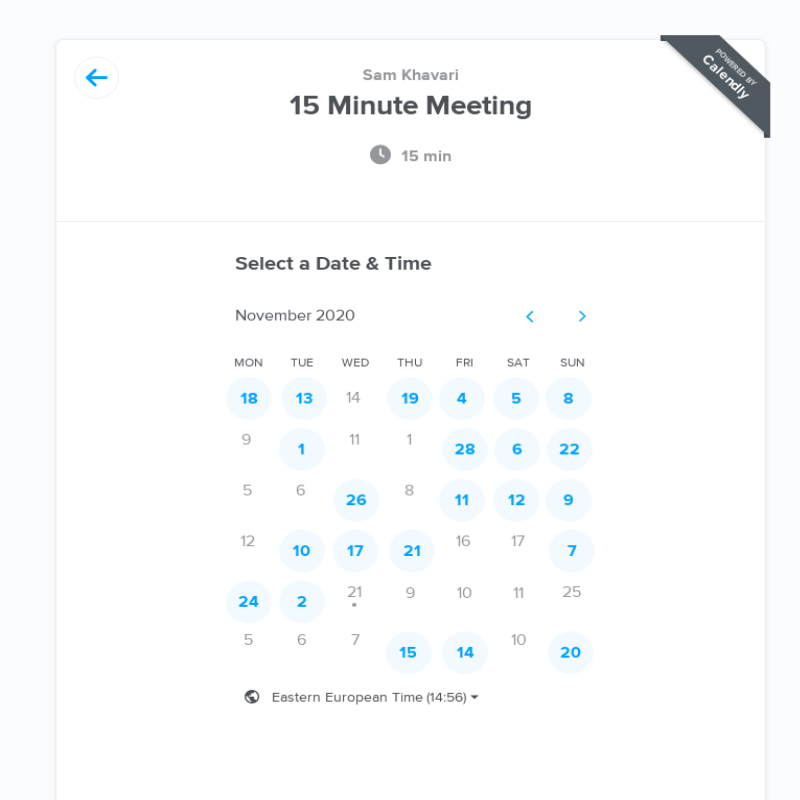 POWERED BY
Calendly
Sam Khavari
15 Minute Meeting
15 min
Select a Date & Time
November 2020
MON TUE WED THU FRI SAT SUN
18 13 14 19 4 5 8
9 1 11 1 28 6 22
5 6 26 8 11 12 9
12 10 17 21 16 17 7
24 2 21 9 10 11 25
5 6 7 15 14 10 20
Eastern European Time (14:56)